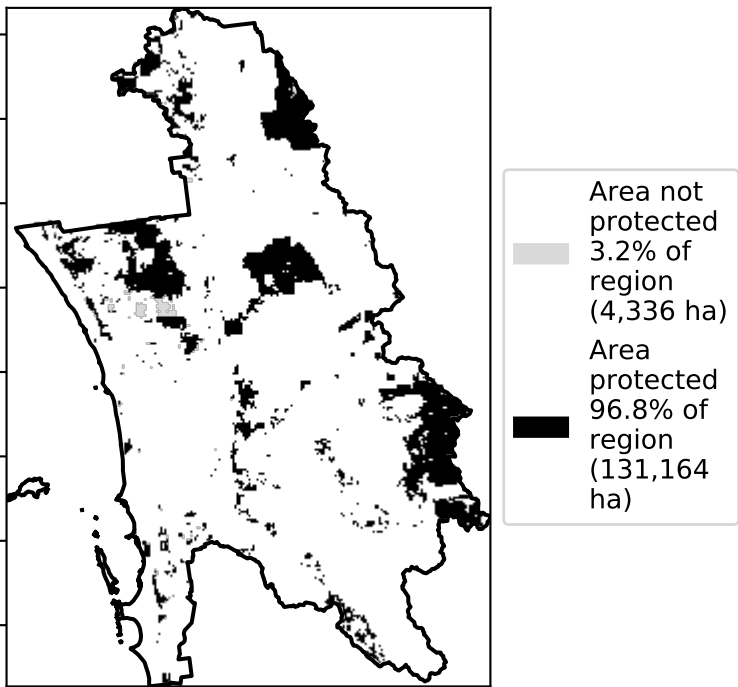 Area not
protected
3.2% of
region
(4,336 ha)
Area
protected
96.8% of
region
(131,164
ha)